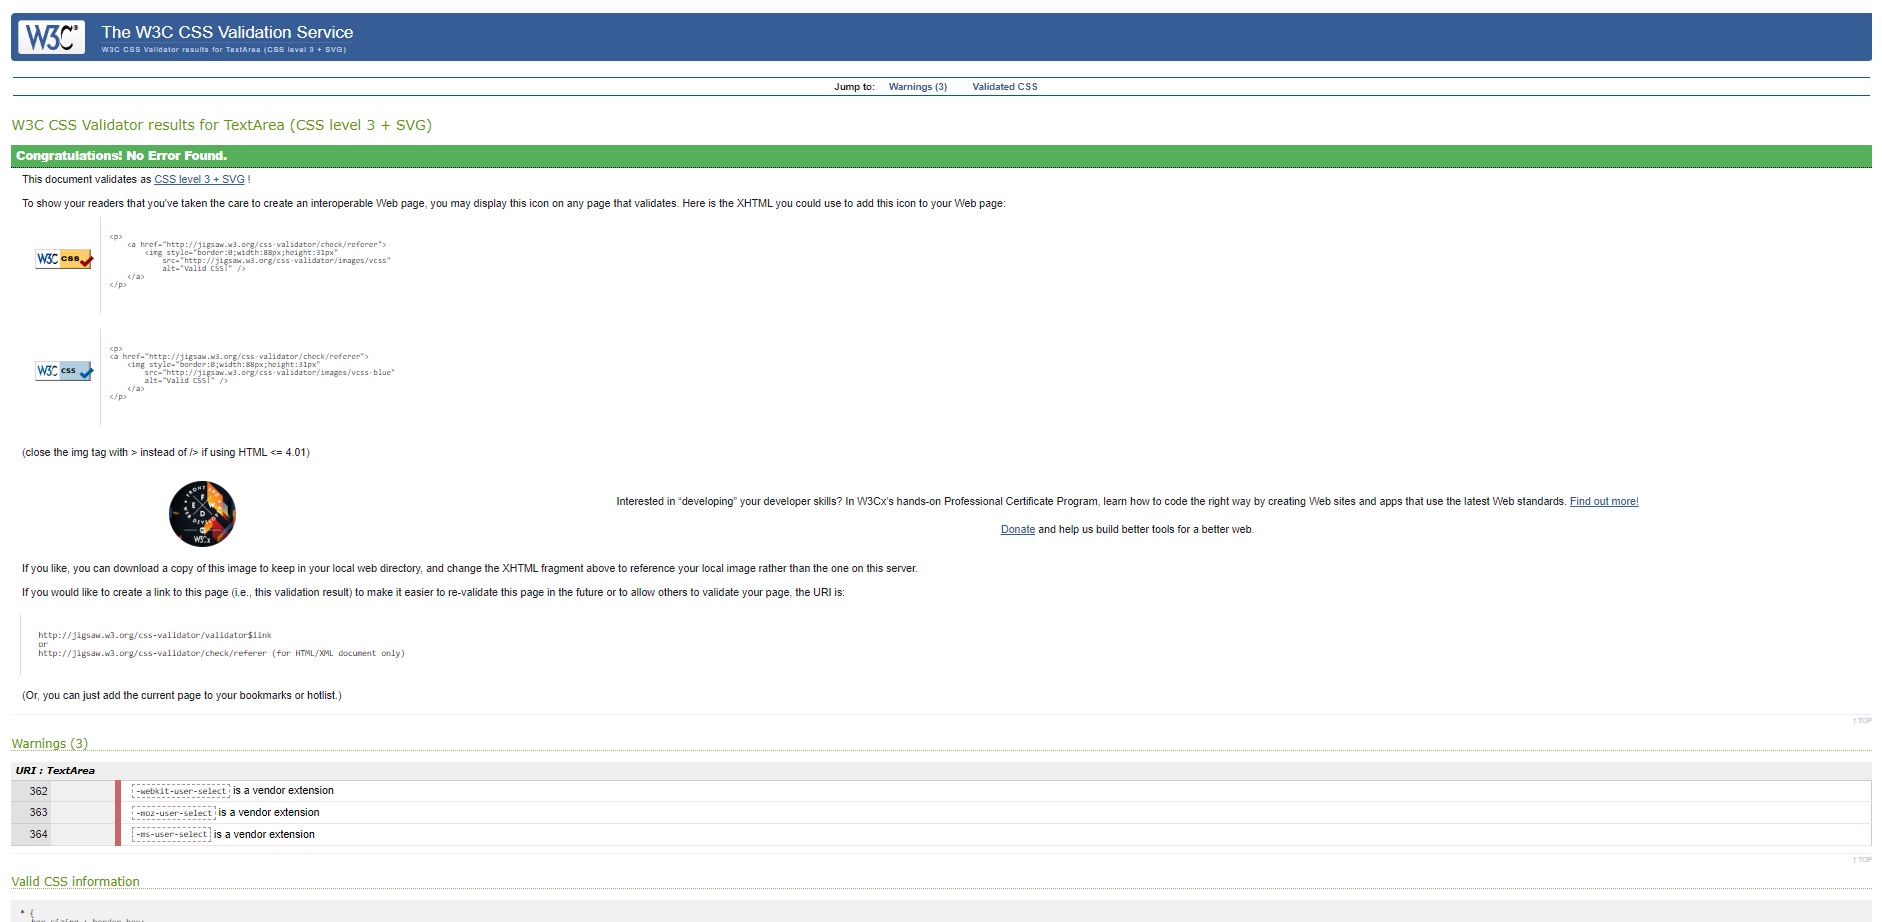 W3C®
The W3C CSS Validation Service
W3C CSS Validator results for TextArea (CSS level 3 + SVG)
Jump to: Warnings (3) Validated CSS
W3C CSS Validator results for TextArea (CSS level 3 + SVG)
Congratulations! No Error Found.
This document validates as CSS level 3 + SVG !
To show your readers that you've taken the care to create an interoperable Web page, you may display this icon on any page that validates. Here is the XHTML you could use to add this icon to your Web page:
W3C css
<p>
<a href="http://jigsaw.w3.org/css-validator/check/referer">
<img style="border:0;width:88px;height:31px"
src="http://jigsaw.w3.org/css-validator/images/vcss"
alt="Valid CSS!" />
</a>
</p>
W3C css
<p>
<a href="http://jigsaw.w3.org/css-validator/check/referer">
<img style="border:0;width:88px;height:31px"
src="http://jigsaw.w3.org/css-validator/images/vcss-blue"
alt="Valid CSS!" />
</a>
</p>
(close the img tag with > instead of /> if using HTML <= 4.01)
FRONT END
F E W D
W3Cx
Interested in “developing” your developer skills? In W3Cx's hands-on Professional Certificate Program, learn how to code the right way by creating Web sites and apps that use the latest Web standards. Find out more!
Donate and help us build better tools for a better web.
If you like, you can download a copy of this image to keep in your local web directory, and change the XHTML fragment above to reference your local image rather than the one on this server.
If you would like to create a link to this page (i.e., this validation result) to make it easier to re-validate this page in the future or to allow others to validate your page, the URI is:
http://jigsaw.w3.org/css-validator/validator$link
or
http://jigsaw.w3.org/css-validator/check/referer (for HTML/XML document only)
(Or, you can just add the current page to your bookmarks or hotlist.)
↑ TOP
Warnings (3)
URI : TextArea
362 -webkit-user-select is a vendor extension
363 -moz-user-select is a vendor extension
364 -ms-user-select is a vendor extension
↑ TOP
Valid CSS information
* {